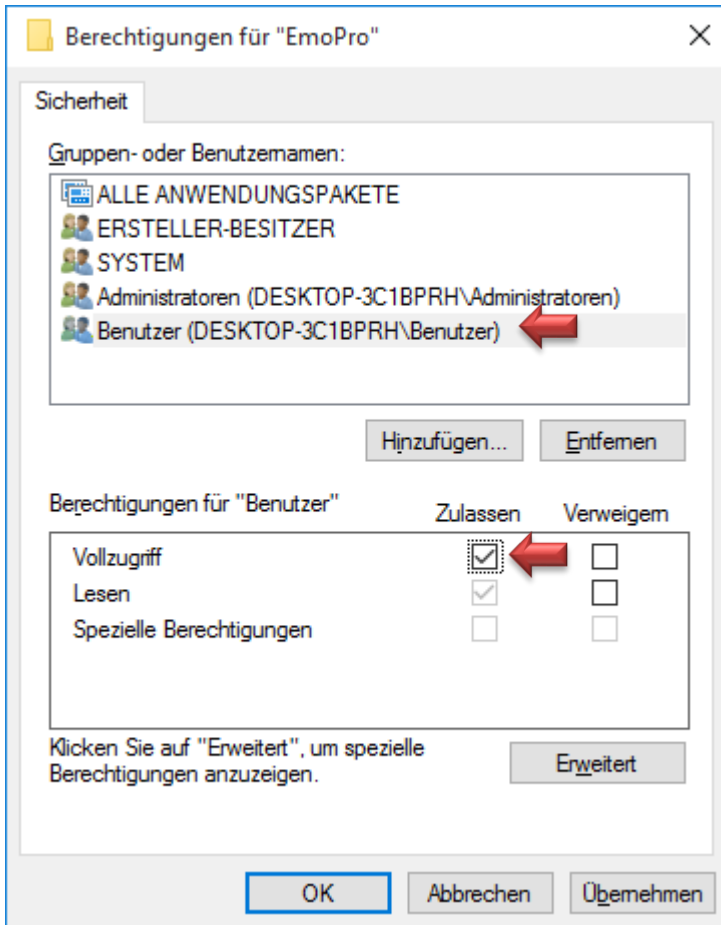 Berechtigungen für "EmoPro"
Sicherheit
Gruppen- oder Benutzernamen:
ALLE ANWENDUNGSPAKETE
ERSTELLER-BESITZER
SYSTEM
Administratoren (DESKTOP-3C1BPRH\Administratoren)
Benutzer (DESKTOP-3C1BPRH\Benutzer)
Hinzufügen... Entfernen
Berechtigungen für "Benutzer" Zulassen Verweigern
Vollzugriff
Lesen
Spezielle Berechtigungen
Klicken Sie auf "Erweitert", um spezielle
Berechtigungen anzuzeigen.
Erweitert
OK Abbrechen Übernehmen